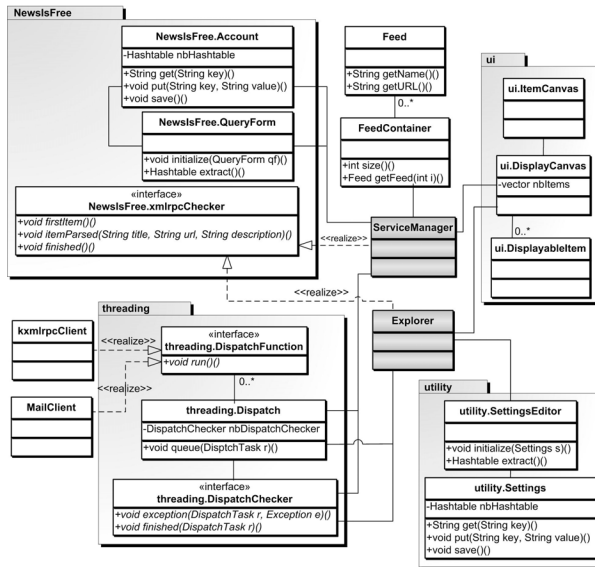 NewsIsFree
NewsIsFree.Account
-Hashtable nbHashtable
+String get(String key)()
+void put(String key, String value)()
+void save()()
NewsIsFree.QueryForm
+void initialize(QueryForm qf)()
+Hashtable extract()()
«interface»
NewsIsFree.xmlrpcChecker
+void firstItem()()
+void itemParsed(String title, String url, String description)()
+void finished()()
Feed
+String getName()()
+String getURL()()
0..*
FeedContainer
+int size()()
+Feed getFeed(int i)()
ui
ui.ItemCanvas
ui.DisplayCanvas
-vector nbItems
0..*
ui.DisplayableItem
ServiceManager
<<realize>>
<<realize>>
Explorer
kxmlrpcClient
<<realize>>
MailClient
<<realize>>
threading
«interface»
threading.DispatchFunction
+void run()()
0..*
threading.Dispatch
-DispatchChecker nbDispatchChecker
+void queue(DisptchTask r)()
«interface»
threading.DispatchChecker
+void exception(DispatchTask r, Exception e)()
+void finished(DispatchTask r)()
utility
utility.SettingsEditor
+void initialize(Settings s)()
+Hashtable extract()()
utility.Settings
-Hashtable nbHashtable
+String get(String key)()
+void put(String key, String value)()
+void save()()